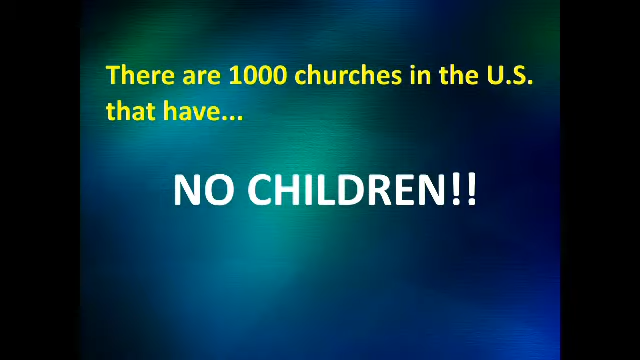 There are 1000 churches in the U.S.
that have...
NO CHILDREN!!